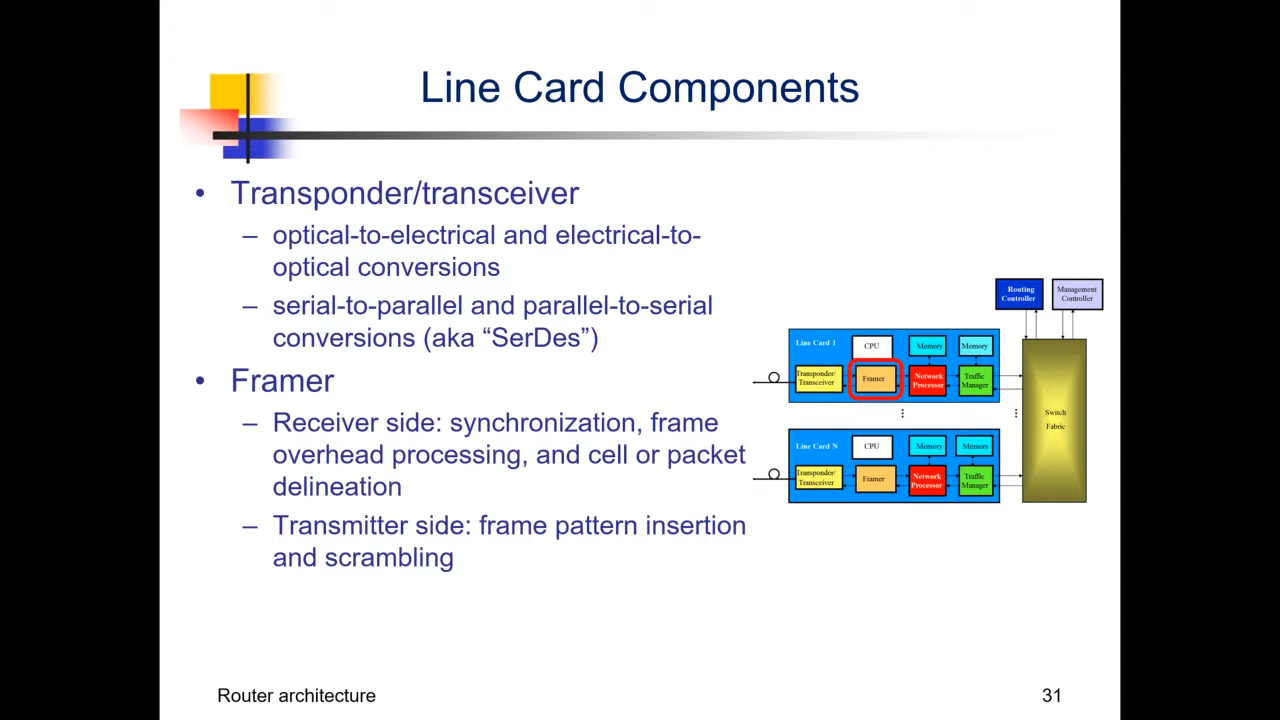 Line Card Components
• Transponder/transceiver
– optical-to-electrical and electrical-to-
optical conversions
– serial-to-parallel and parallel-to-serial
conversions (aka “SerDes”)
• Framer
– Receiver side: synchronization, frame
overhead processing, and cell or packet
delineation
– Transmitter side: frame pattern insertion
and scrambling
Routing
Controller
Management
Controller
Line Card 1
CPU
Memory
Memory
Transponder/
Transceiver
Framer
Network
Processor
Traffic
Manager
Switch
Fabric
Line Card N
CPU
Memory
Memory
Transponder/
Transceiver
Framer
Network
Processor
Traffic
Manager
Router architecture
31